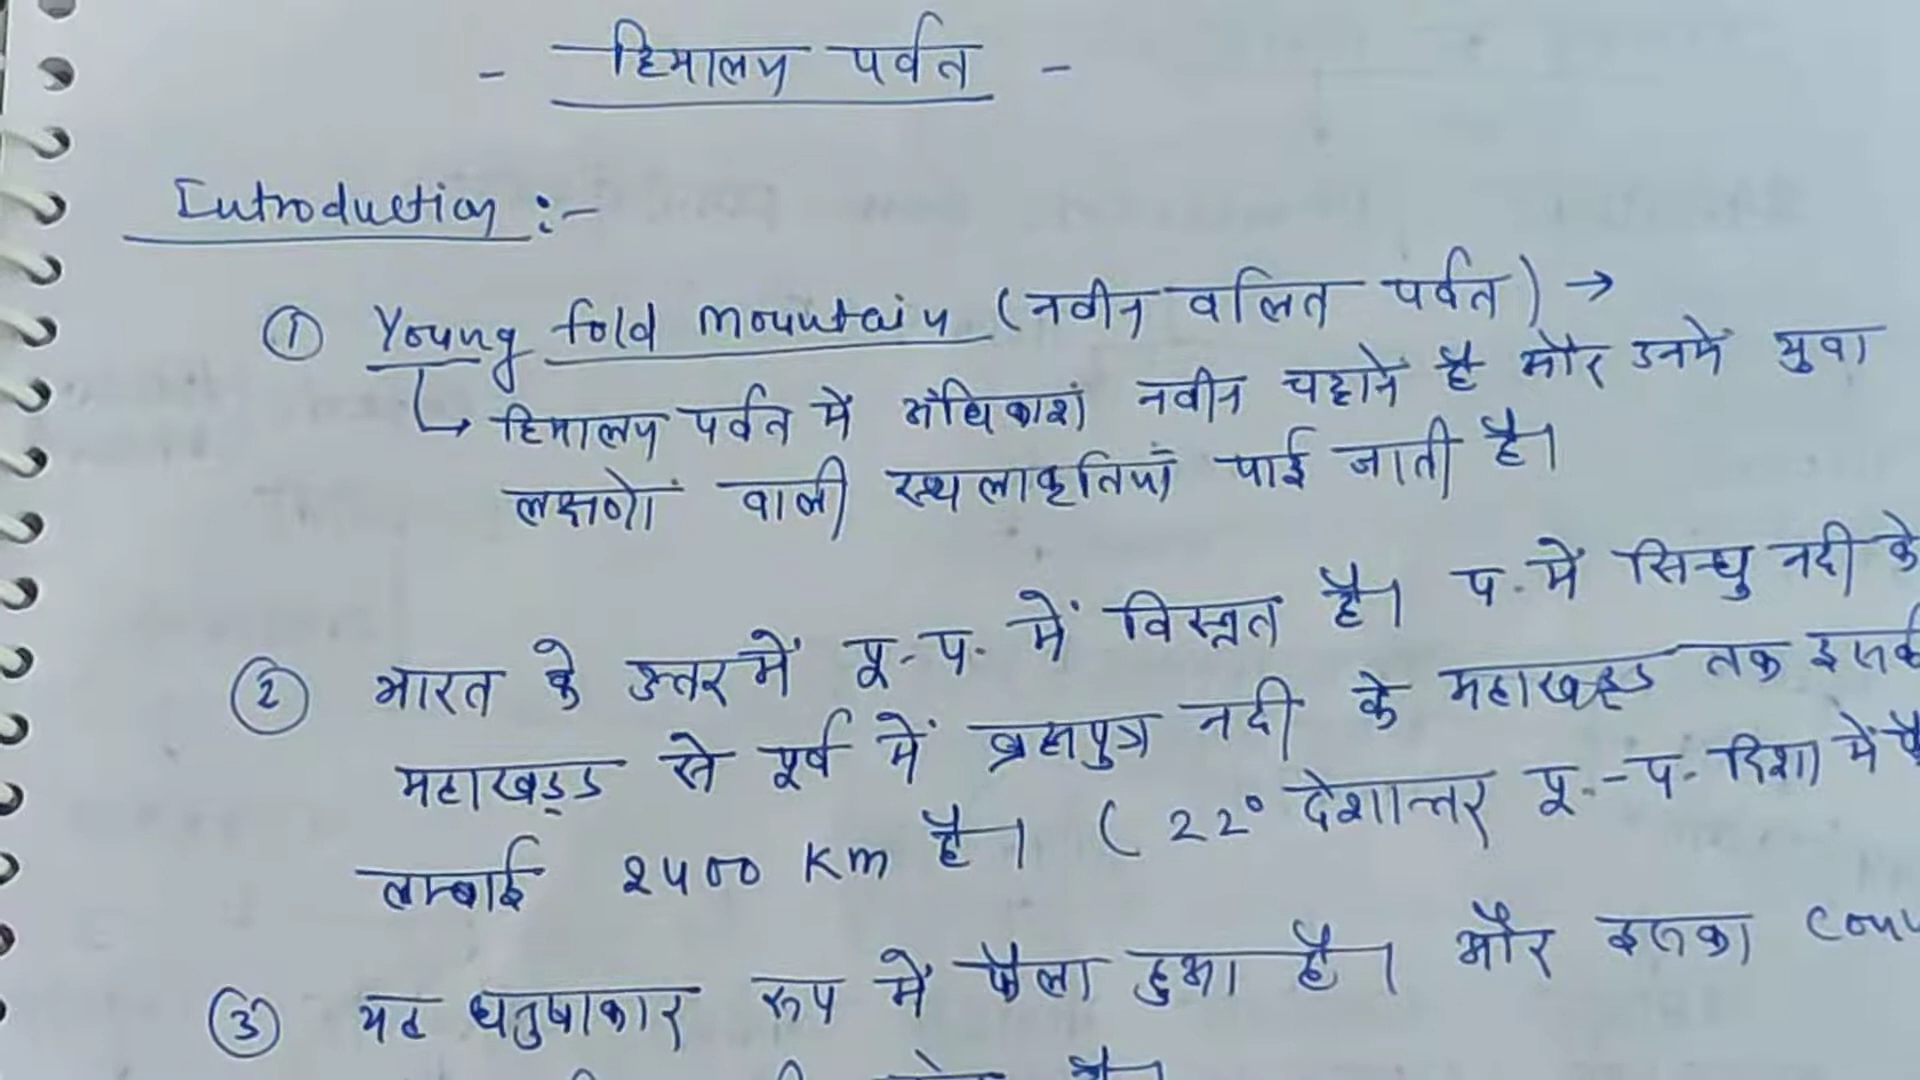 - हिमालय पर्वत -
Introduction :-
① Young fold mountain (नवीन वलित पर्वत) →
↳ हिमालय पर्वत में अधिकाशं नवीन चट्टाने है और उनमें युवा
लक्षणों वाली स्थलाकृतियाँ पाई जाती है।
② भारत के उत्तर में पू.-प. में विस्तृत है। प. में सिन्धु नदी के
महाखड्ड से पूर्व में ब्रह्मपुत्र नदी के महाखड्ड तक इसकी
लम्बाई 2400 km है। ( 22° देशान्तर पू.-प. दिशा में
③ यह धनुषाकार रूप में फैला हुआ है। और इसका